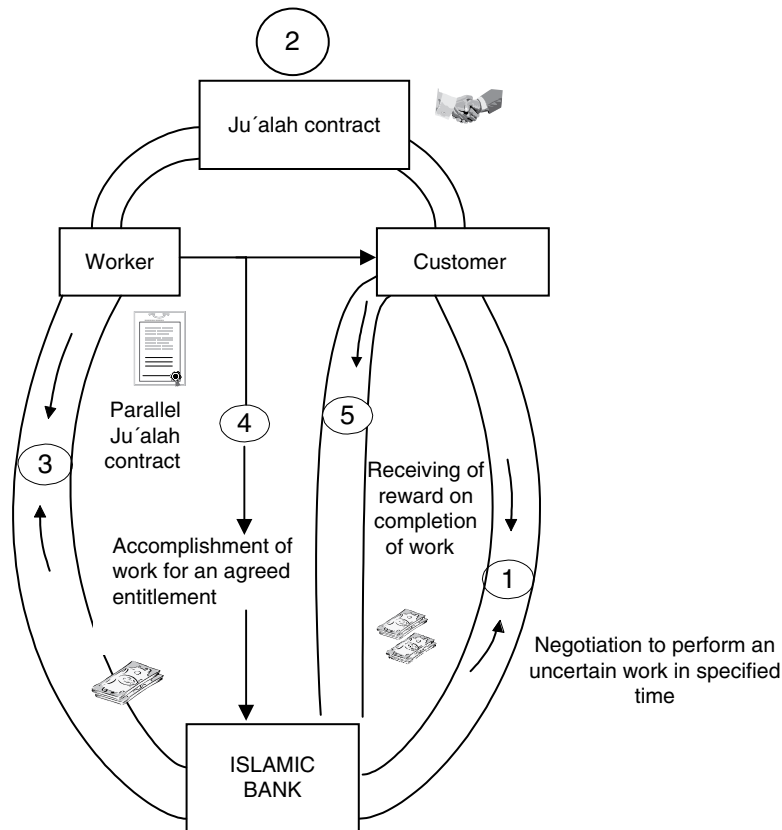 2
Ju´alah contract
Worker
Customer
Parallel
Ju´alah
contract
3
4
5
Receiving of
reward on
completion
of work
Accomplishment of
work for an agreed
entitlement
1
Negotiation to perform an
uncertain work in specified
time
ISLAMIC
BANK